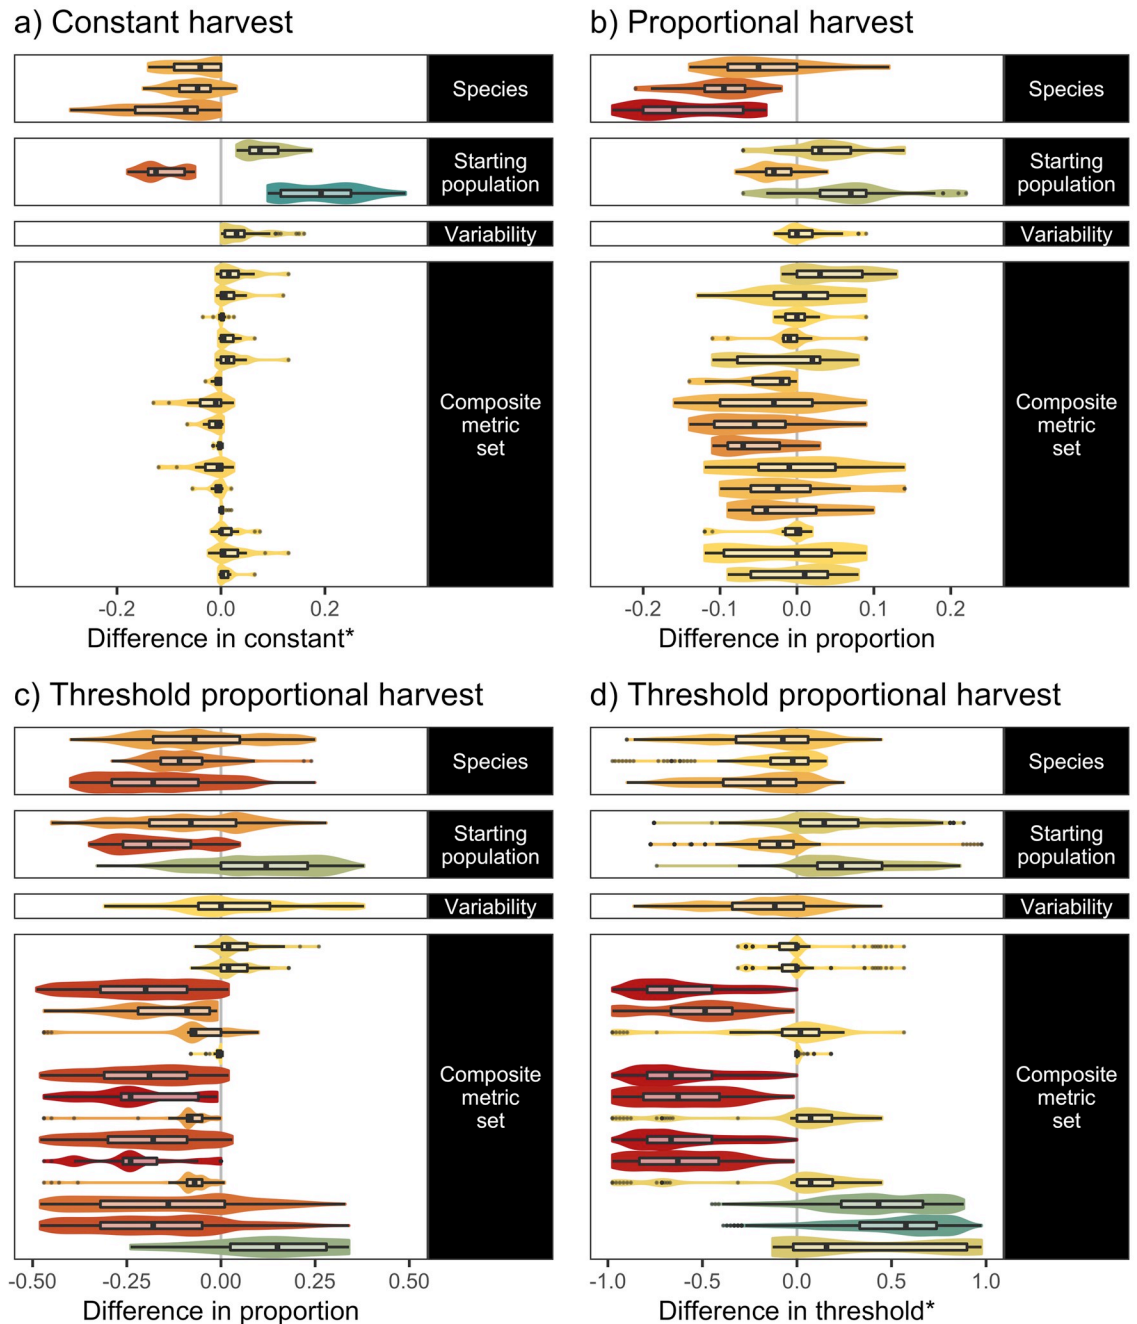 a) Constant harvest
Species
Starting
population
Variability
Composite
metric
set
-0.2 0.0 0.2
Difference in constant*
b) Proportional harvest
Species
Starting
population
Variability
Composite
metric
set
-0.2 -0.1 0.0 0.1 0.2
Difference in proportion
c) Threshold proportional harvest
Species
Starting
population
Variability
Composite
metric
set
-0.50 -0.25 0.00 0.25 0.50
Difference in proportion
d) Threshold proportional harvest
Species
Starting
population
Variability
Composite
metric
set
-1.0 -0.5 0.0 0.5 1.0
Difference in threshold*